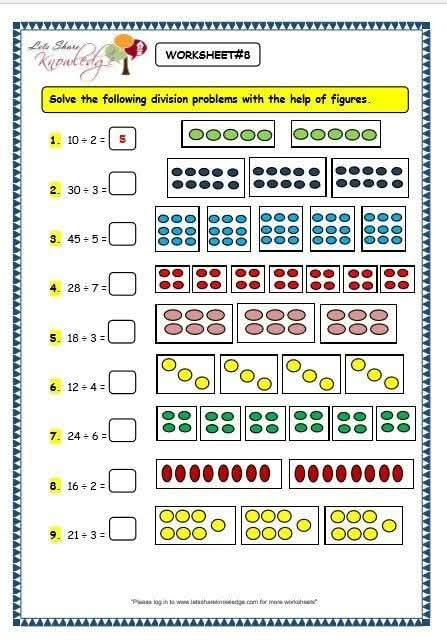 Lets Share
Knowledge
WORKSHEET#8
Solve the following division problems with the help of figures.
1. 10 ÷ 2 = 5
2. 30 ÷ 3 =
3. 45 ÷ 5 =
4. 28 ÷ 7 =
5. 18 ÷ 3 =
6. 12 ÷ 4 =
7. 24 ÷ 6 =
8. 16 ÷ 2 =
9. 21 ÷ 3 =
"Please log in to www.letsshareknowledge.com for more worksheets"